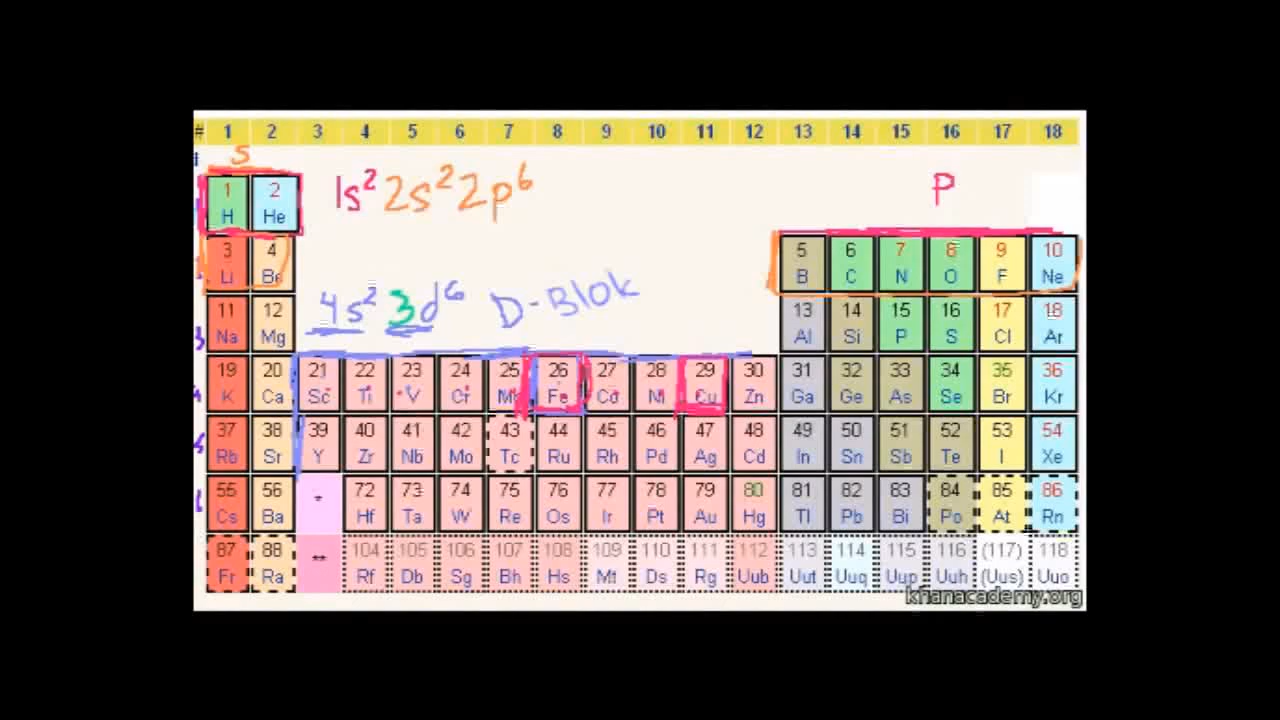 # 1 2 3 4 5 6 7 8 9 10 11 12 13 14 15 16 17 18
S
1 2 1s² 2s² 2p⁶ P
H He
3 4 5 6 7 8 9 10
Li Be B C N O F Ne
4s² 3d⁶ D-Blok
11 12 13 14 15 16 17 18
Na Mg Al Si P S Cl Ar
19 20 21 22 23 24 25 26 27 28 29 30 31 32 33 34 35 36
K Ca Sc Ti V Cr Mn Fe Co Ni Cu Zn Ga Ge As Se Br Kr
37 38 39 40 41 42 43 44 45 46 47 48 49 50 51 52 53 54
Rb Sr Y Zr Nb Mo Tc Ru Rh Pd Ag Cd In Sn Sb Te I Xe
55 56 * 72 73 74 75 76 77 78 79 80 81 82 83 84 85 86
Cs Ba Hf Ta W Re Os Ir Pt Au Hg Tl Pb Bi Po At Rn
87 88 ** 104 105 106 107 108 109 110 111 112 113 114 115 116 (117) 118
Fr Ra Rf Db Sg Bh Hs Mt Ds Rg Uub Uut Uuq Uup Uuh (Uus) Uuo
khanacademy.org